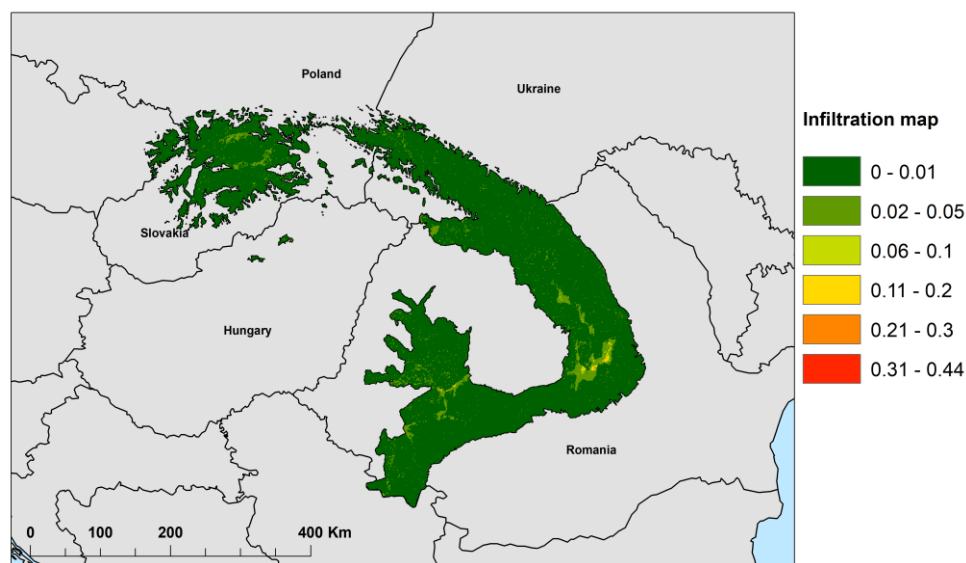 Poland
Ukraine
Infiltration map
0 - 0.01
0.02 - 0.05
0.06 - 0.1
0.11 - 0.2
0.21 - 0.3
0.31 - 0.44
Slovakia
Hungary
Romania
0 100 200 400 Km